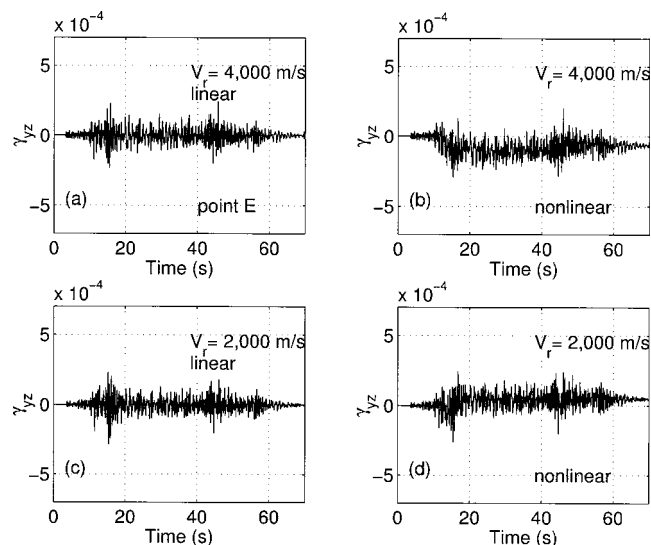 x 10⁻⁴
5
0
−5
γyz
Vr= 4,000 m/s
linear
(a)
point E
0 20 40 60
Time (s)
x 10⁻⁴
5
0
−5
γyz
Vr= 4,000 m/s
(b)
nonlinear
0 20 40 60
Time (s)
x 10⁻⁴
5
0
−5
γyz
Vr= 2,000 m/s
linear
(c)
0 20 40 60
Time (s)
x 10⁻⁴
5
0
−5
γyz
Vr= 2,000 m/s
(d)
nonlinear
0 20 40 60
Time (s)